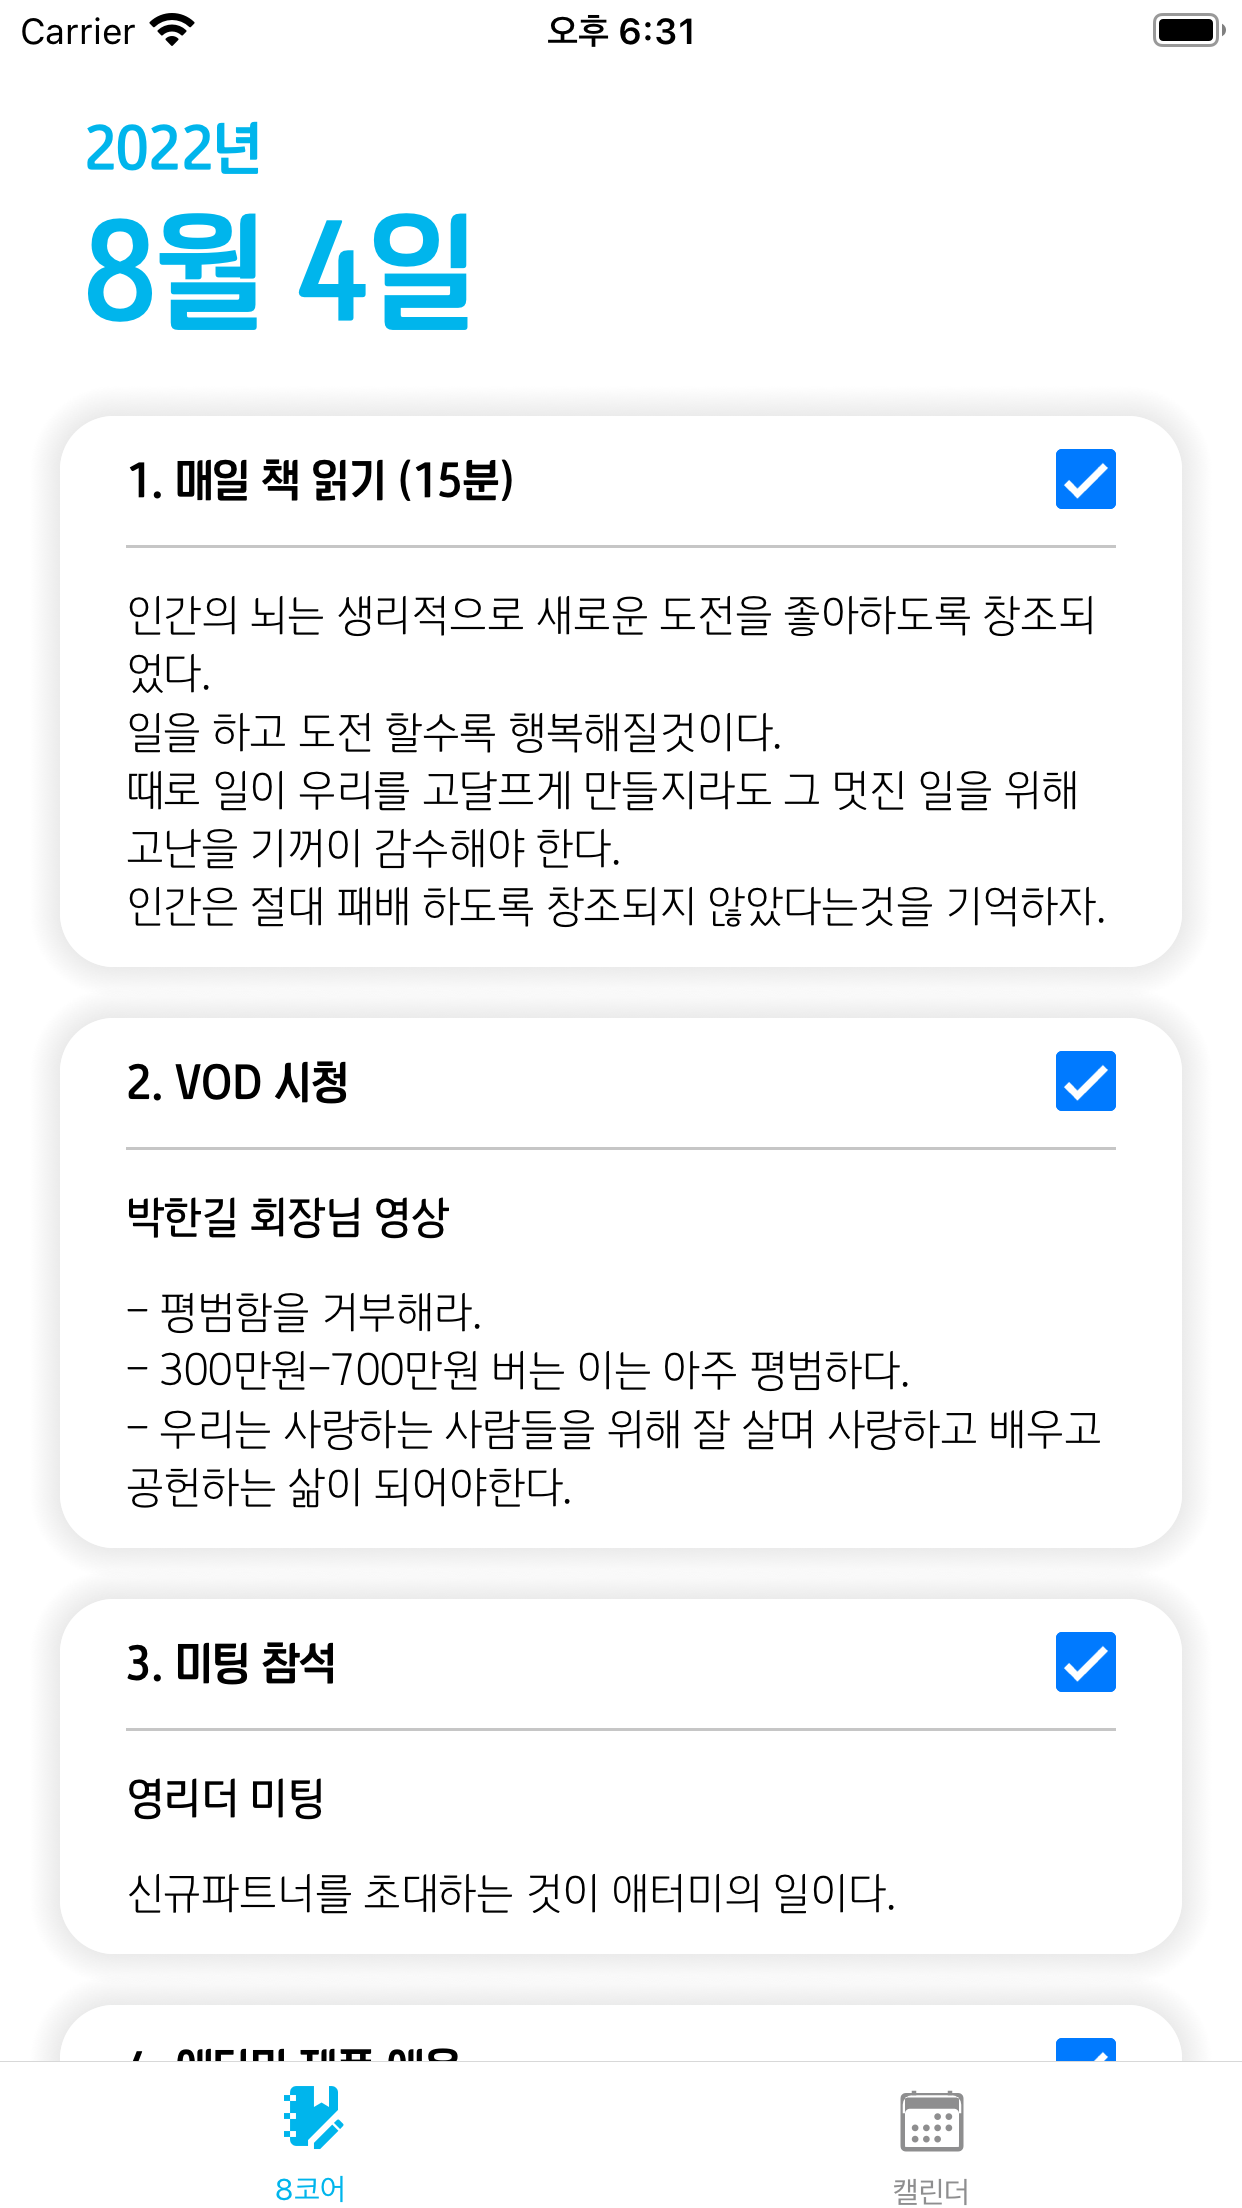 Carrier 오후 6:31
2022년
8월 4일
1. 매일 책 읽기 (15분)
인간의 뇌는 생리적으로 새로운 도전을 좋아하도록 창조되
었다.
일을 하고 도전 할수록 행복해질것이다.
때로 일이 우리를 고달프게 만들지라도 그 멋진 일을 위해
고난을 기꺼이 감수해야 한다.
인간은 절대 패배 하도록 창조되지 않았다는것을 기억하자.
2. VOD 시청
박한길 회장님 영상
- 평범함을 거부해라.
- 300만원-700만원 버는 이는 아주 평범하다.
- 우리는 사랑하는 사람들을 위해 잘 살며 사랑하고 배우고
공헌하는 삶이 되어야한다.
3. 미팅 참석
영리더 미팅
신규파트너를 초대하는 것이 애터미의 일이다.
4. 애터미 제품 애용
8코어
캘린더